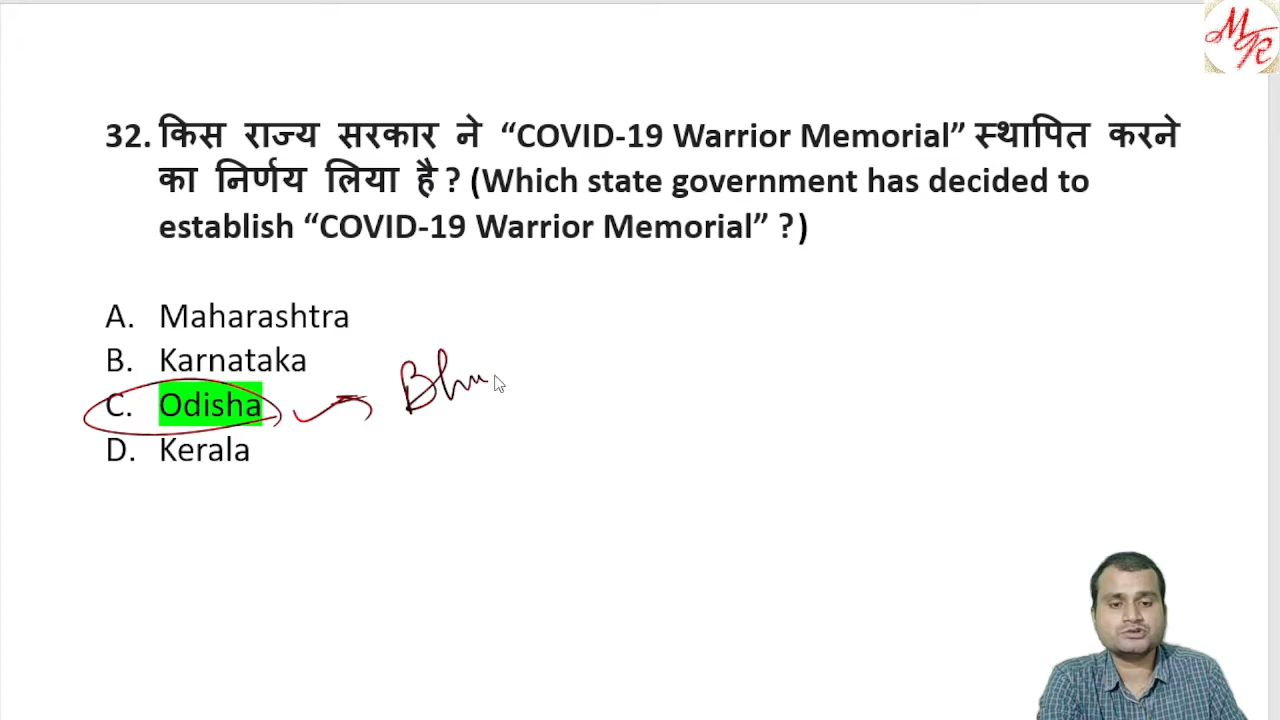 MR
32. किस राज्य सरकार ने “COVID-19 Warrior Memorial” स्थापित करने
का निर्णय लिया है ? (Which state government has decided to
establish “COVID-19 Warrior Memorial” ?)
A. Maharashtra
B. Karnataka
C. Odisha
D. Kerala